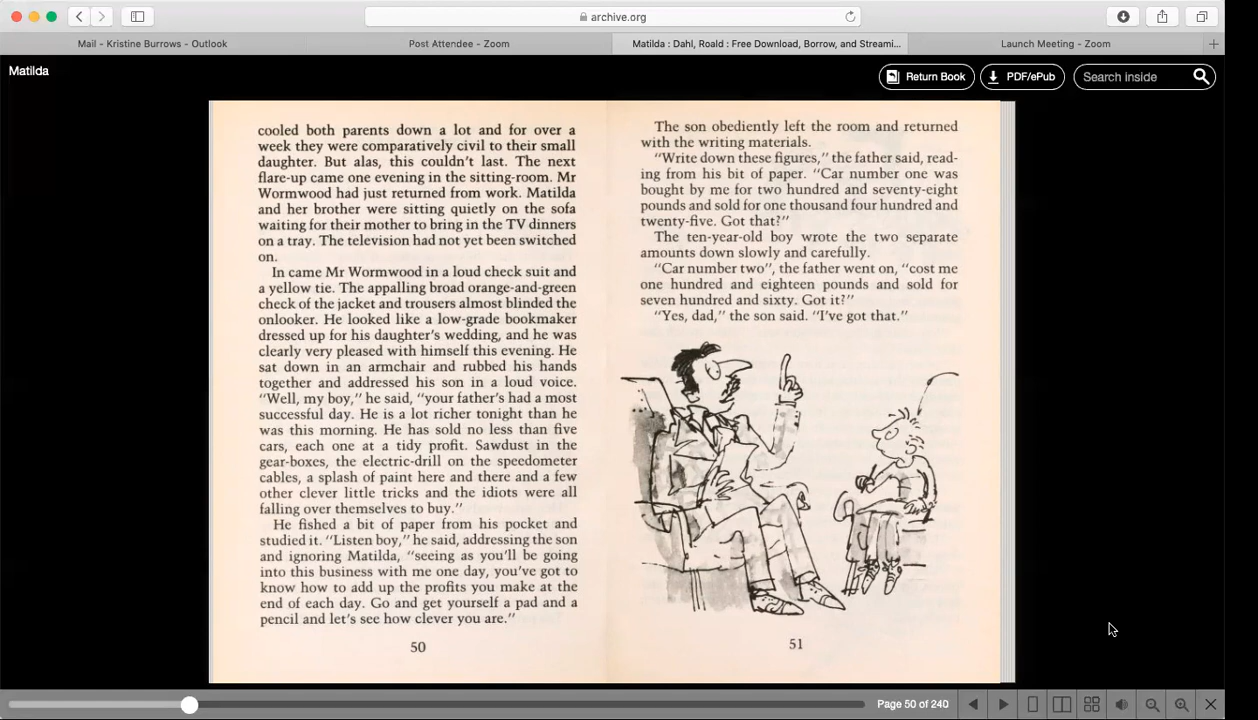 archive.org
Mail - Kristine Burrows - Outlook
Post Attendee - Zoom
Matilda : Dahl, Roald : Free Download, Borrow, and Streami...
Launch Meeting - Zoom
Matilda
Return Book
PDF/ePub
Search inside
cooled both parents down a lot and for over a
week they were comparatively civil to their small
daughter. But alas, this couldn't last. The next
flare-up came one evening in the sitting-room. Mr
Wormwood had just returned from work. Matilda
and her brother were sitting quietly on the sofa
waiting for their mother to bring in the TV dinners
on a tray. The television had not yet been switched
on.
In came Mr Wormwood in a loud check suit and
a yellow tie. The appalling broad orange-and-green
check of the jacket and trousers almost blinded the
onlooker. He looked like a low-grade bookmaker
dressed up for his daughter's wedding, and he was
clearly very pleased with himself this evening. He
sat down in an armchair and rubbed his hands
together and addressed his son in a loud voice.
"Well, my boy," he said, "your father's had a most
successful day. He is a lot richer tonight than he
was this morning. He has sold no less than five
cars, each one at a tidy profit. Sawdust in the
gear-boxes, the electric-drill on the speedometer
cables, a splash of paint here and there and a few
other clever little tricks and the idiots were all
falling over themselves to buy."
He fished a bit of paper from his pocket and
studied it. "Listen boy," he said, addressing the son
and ignoring Matilda, "seeing as you'll be going
into this business with me one day, you've got to
know how to add up the profits you make at the
end of each day. Go and get yourself a pad and a
pencil and let's see how clever you are."
50
The son obediently left the room and returned
with the writing materials.
"Write down these figures," the father said, read-
ing from his bit of paper. "Car number one was
bought by me for two hundred and seventy-eight
pounds and sold for one thousand four hundred and
twenty-five. Got that?"
The ten-year-old boy wrote the two separate
amounts down slowly and carefully.
"Car number two", the father went on, "cost me
one hundred and eighteen pounds and sold for
seven hundred and sixty. Got it?"
"Yes, dad," the son said. "I've got that."
51
Page 50 of 240